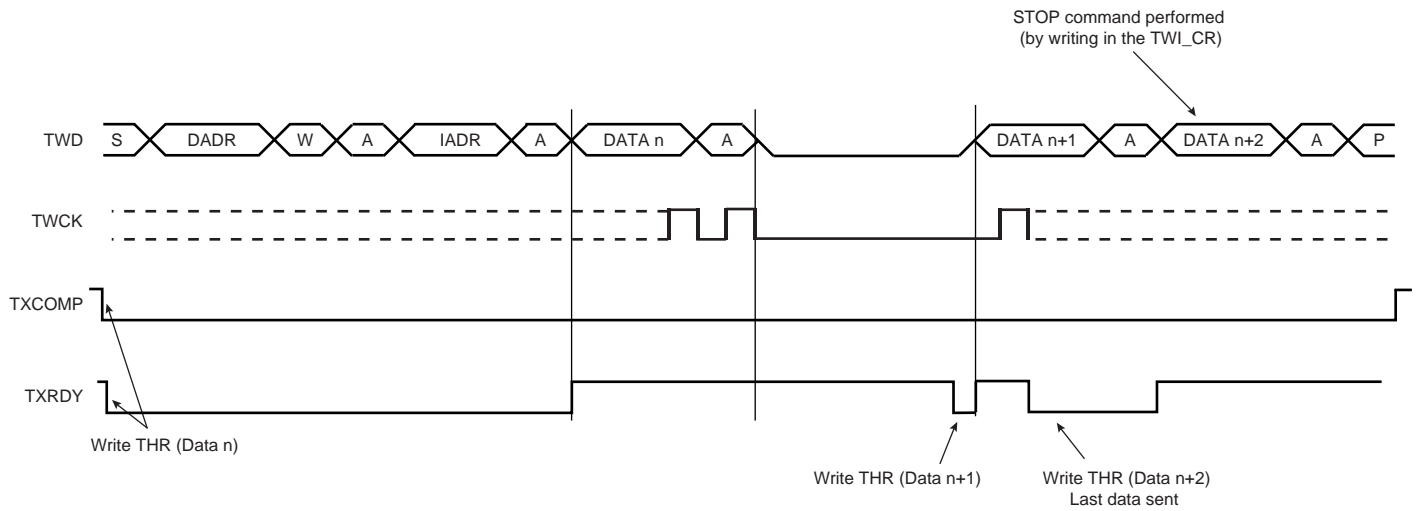 STOP command performed
(by writing in the TWI_CR)
TWD S DADR W A IADR A DATA n A DATA n+1 A DATA n+2 A P
TWCK
TXCOMP
TXRDY
Write THR (Data n)
Write THR (Data n+1) Write THR (Data n+2)
Last data sent